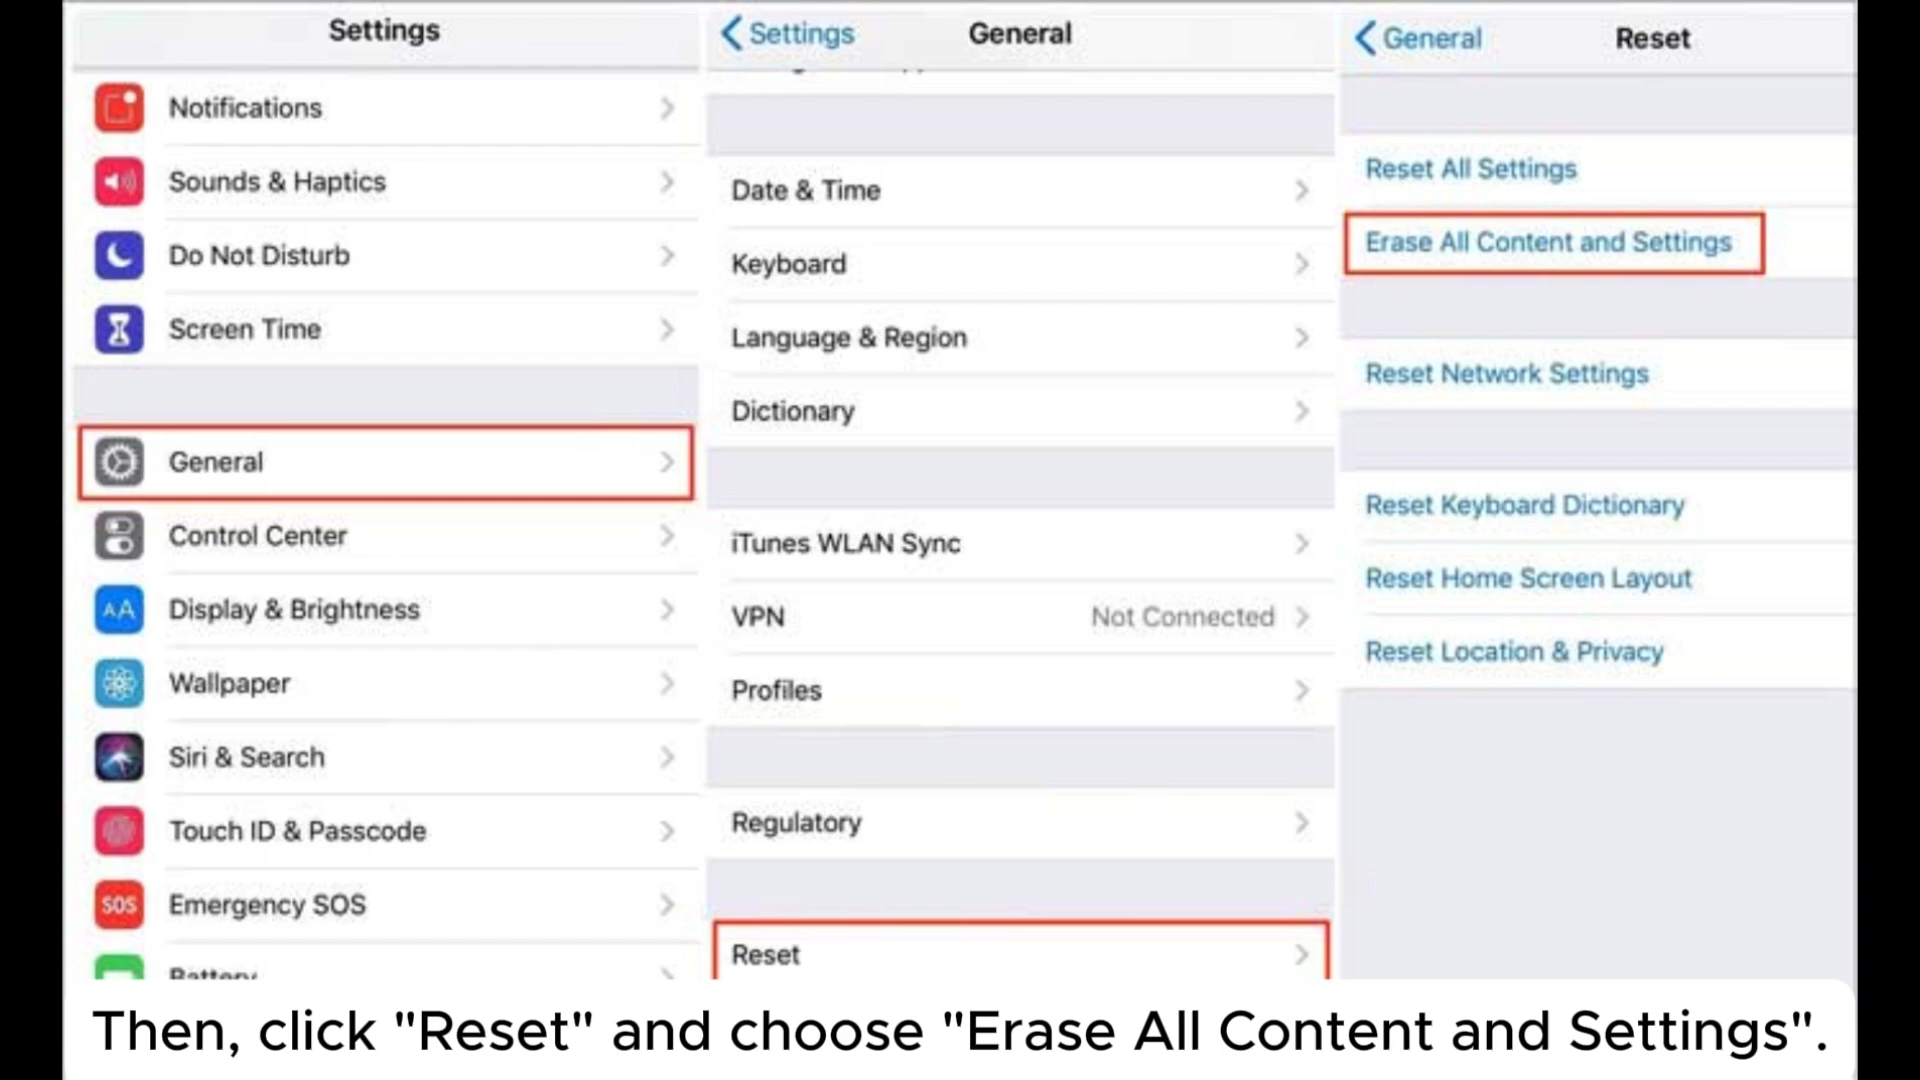 Settings
Notifications
Sounds & Haptics
Do Not Disturb
Screen Time
General
Control Center
AA
Display & Brightness
Wallpaper
Siri & Search
Touch ID & Passcode
SOS
Emergency SOS
Battery
Settings
General
Date & Time
Keyboard
Language & Region
Dictionary
iTunes WLAN Sync
VPN Not Connected
Profiles
Regulatory
Reset
General
Reset
Reset All Settings
Erase All Content and Settings
Reset Network Settings
Reset Keyboard Dictionary
Reset Home Screen Layout
Reset Location & Privacy
Then, click "Reset" and choose "Erase All Content and Settings".